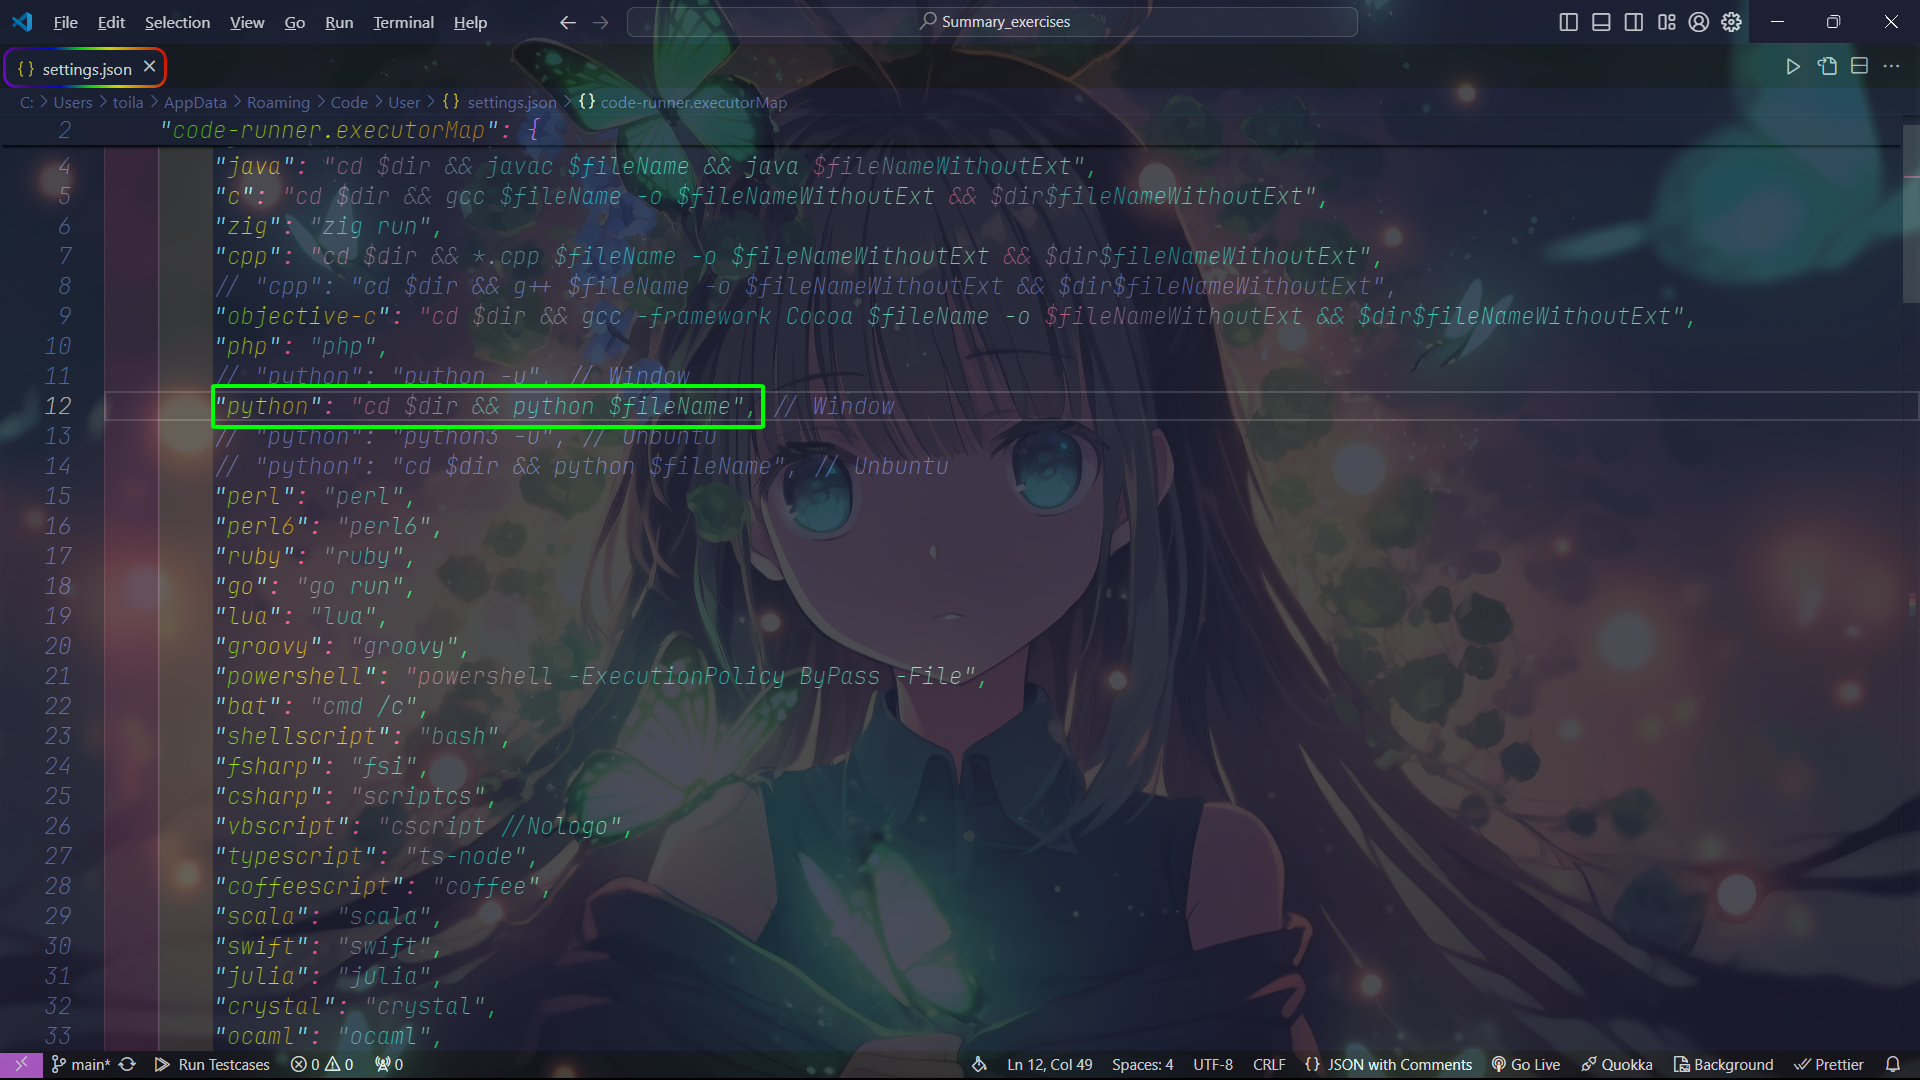 File Edit Selection View Go Run Terminal Help Summary_exercises
settings.json
C: > Users > toila > AppData > Roaming > Code > User > {} settings.json > {} code-runner.executorMap
2 "code-runner.executorMap": {
4 "java": "cd $dir && javac $fileName && java $fileNameWithoutExt",
5 "c": "cd $dir && gcc $fileName -o $fileNameWithoutExt && $dir$fileNameWithoutExt",
6 "zig": "zig run",
7 "cpp": "cd $dir && *.cpp $fileName -o $fileNameWithoutExt && $dir$fileNameWithoutExt",
8 // "cpp": "cd $dir && g++ $fileName -o $fileNameWithoutExt && $dir$fileNameWithoutExt",
9 "objective-c": "cd $dir && gcc -framework Cocoa $fileName -o $fileNameWithoutExt && $dir$fileNameWithoutExt",
10 "php": "php",
11 // "python": "python -u", // Window
12 "python": "cd $dir && python $fileName", // Window
13 // "python": "python3 -u", // Unbuntu
14 // "python": "cd $dir && python $fileName", // Unbuntu
15 "perl": "perl",
16 "perl6": "perl6",
17 "ruby": "ruby",
18 "go": "go run",
19 "lua": "lua",
20 "groovy": "groovy",
21 "powershell": "powershell -ExecutionPolicy ByPass -File",
22 "bat": "cmd /c",
23 "shellscript": "bash",
24 "fsharp": "fsi",
25 "csharp": "scriptcs",
26 "vbscript": "cscript //Nologo",
27 "typescript": "ts-node",
28 "coffeescript": "coffee",
29 "scala": "scala",
30 "swift": "swift",
31 "julia": "julia",
32 "crystal": "crystal",
33 "ocaml": "ocaml",
main* Run Testcases 0 0 0 Ln 12, Col 49 Spaces: 4 UTF-8 CRLF {} JSON with Comments Go Live Quokka Background Prettier